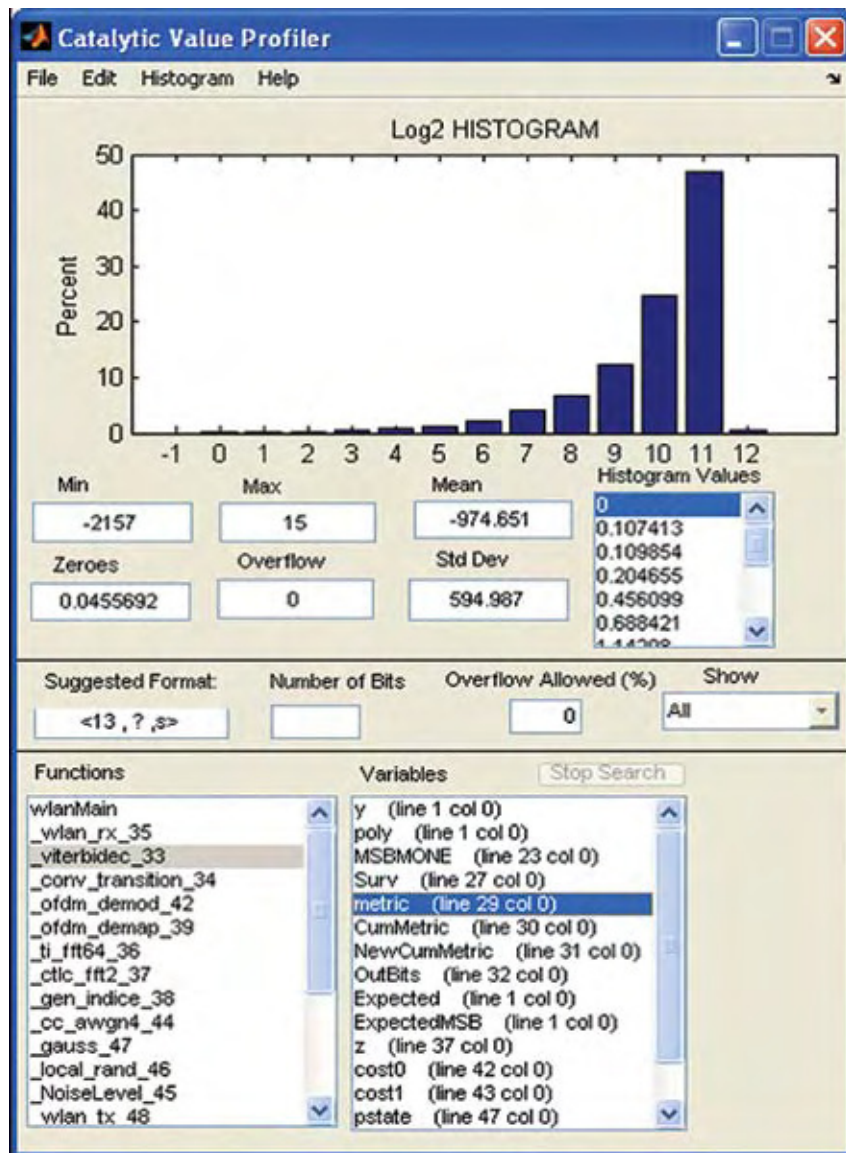 Catalytic Value Profiler
File Edit Histogram Help
Log2 HISTOGRAM
50
40
30
20
10
0
Percent
-1 0 1 2 3 4 5 6 7 8 9 10 11 12
Min Max Mean Histogram Values
-2157 15 -974.651
0
0.107413
0.109854
0.204655
0.456099
0.688421
1.14298
Zeroes Overflow Std Dev
0.0455692 0 594.987
Suggested Format: Number of Bits Overflow Allowed (%) Show
<13 , ? ,s> 0 All
Functions
wlanMain
_wlan_rx_35
_viterbidec_33
_conv_transition_34
_ofdm_demod_42
_ofdm_demap_39
_ti_fft64_36
_ctlc_fft2_37
_gen_indice_38
_cc_awgn4_44
_gauss_47
_local_rand_46
_NoiseLevel_45
_wlan_tx_48
Variables Stop Search
y (line 1 col 0)
poly (line 1 col 0)
MSBMONE (line 23 col 0)
Surv (line 27 col 0)
metric (line 29 col 0)
CumMetric (line 30 col 0)
NewCumMetric (line 31 col 0)
OutBits (line 32 col 0)
Expected (line 1 col 0)
ExpectedMSB (line 1 col 0)
z (line 37 col 0)
cost0 (line 42 col 0)
cost1 (line 43 col 0)
pstate (line 47 col 0)